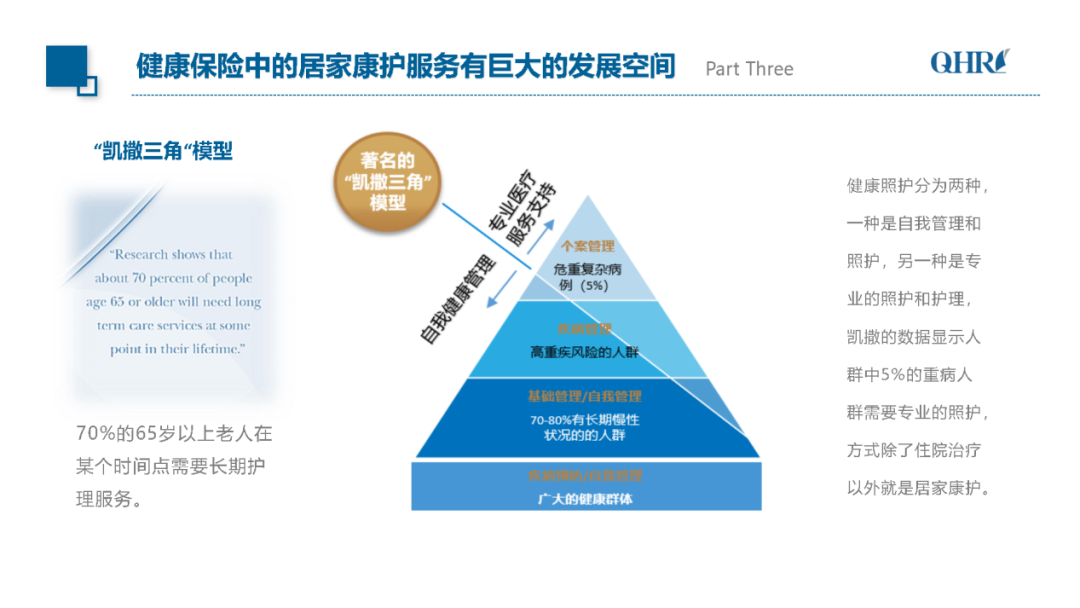 健康保险中的居家康护服务有巨大的发展空间
Part Three
QHR
“凯撒三角“模型
“Research shows that
about 70 percent of people
age 65 or older will need long
term care services at some
point in their lifetime.”
70%的65岁以上老人在
某个时间点需要长期护
理服务。
著名的
“凯撒三角”
模型
专业医疗
服务支持
自我健康管理
个案管理
危重复杂病
例（5%）
疾病管理
高重疾风险的人群
基础管理/自我管理
70-80%有长期慢性
状况的的人群
疾病预防/自我管理
广大的健康群体
健康照护分为两种，
一种是自我管理和
照护，另一种是专
业的照护和护理，
凯撒的数据显示人
群中5%的重病人
群需要专业的照护，
方式除了住院治疗
以外就是居家康护。